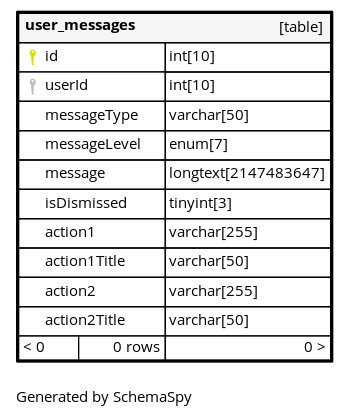 user_messages [table]
id int[10]
userId int[10]
messageType varchar[50]
messageLevel enum[7]
message longtext[2147483647]
isDismissed tinyint[3]
action1 varchar[255]
action1Title varchar[50]
action2 varchar[255]
action2Title varchar[50]
< 0 0 rows 0 >
Generated by SchemaSpy